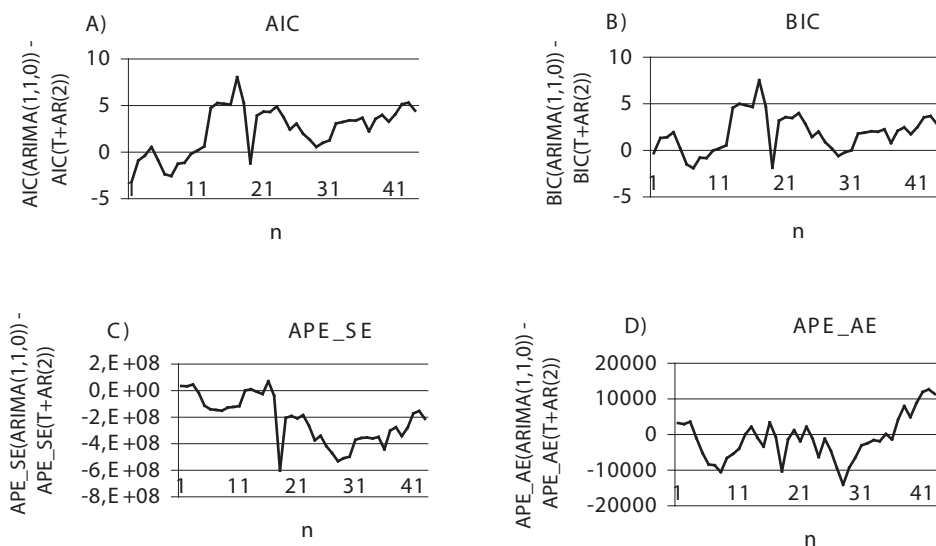 A) AIC
AIC(ARIMA(1,1,0)) -
AIC(T+AR(2))
10
5
0
-5
1 11 21 31 41
n
B) BIC
BIC(ARIMA(1,1,0)) -
BIC(T+AR(2))
10
5
0
-5
1 11 21 31 41
n
C) APE_SE
APE_SE(ARIMA(1,1,0)) -
APE_SE(T+AR(2))
2,E+08
0,E+00
-2,E+08
-4,E+08
-6,E+08
-8,E+08
1 11 21 31 41
n
D) APE_AE
APE_AE(ARIMA(1,1,0)) -
APE_AE(T+AR(2))
20000
10000
0
-10000
-20000
1 11 21 31 41
n